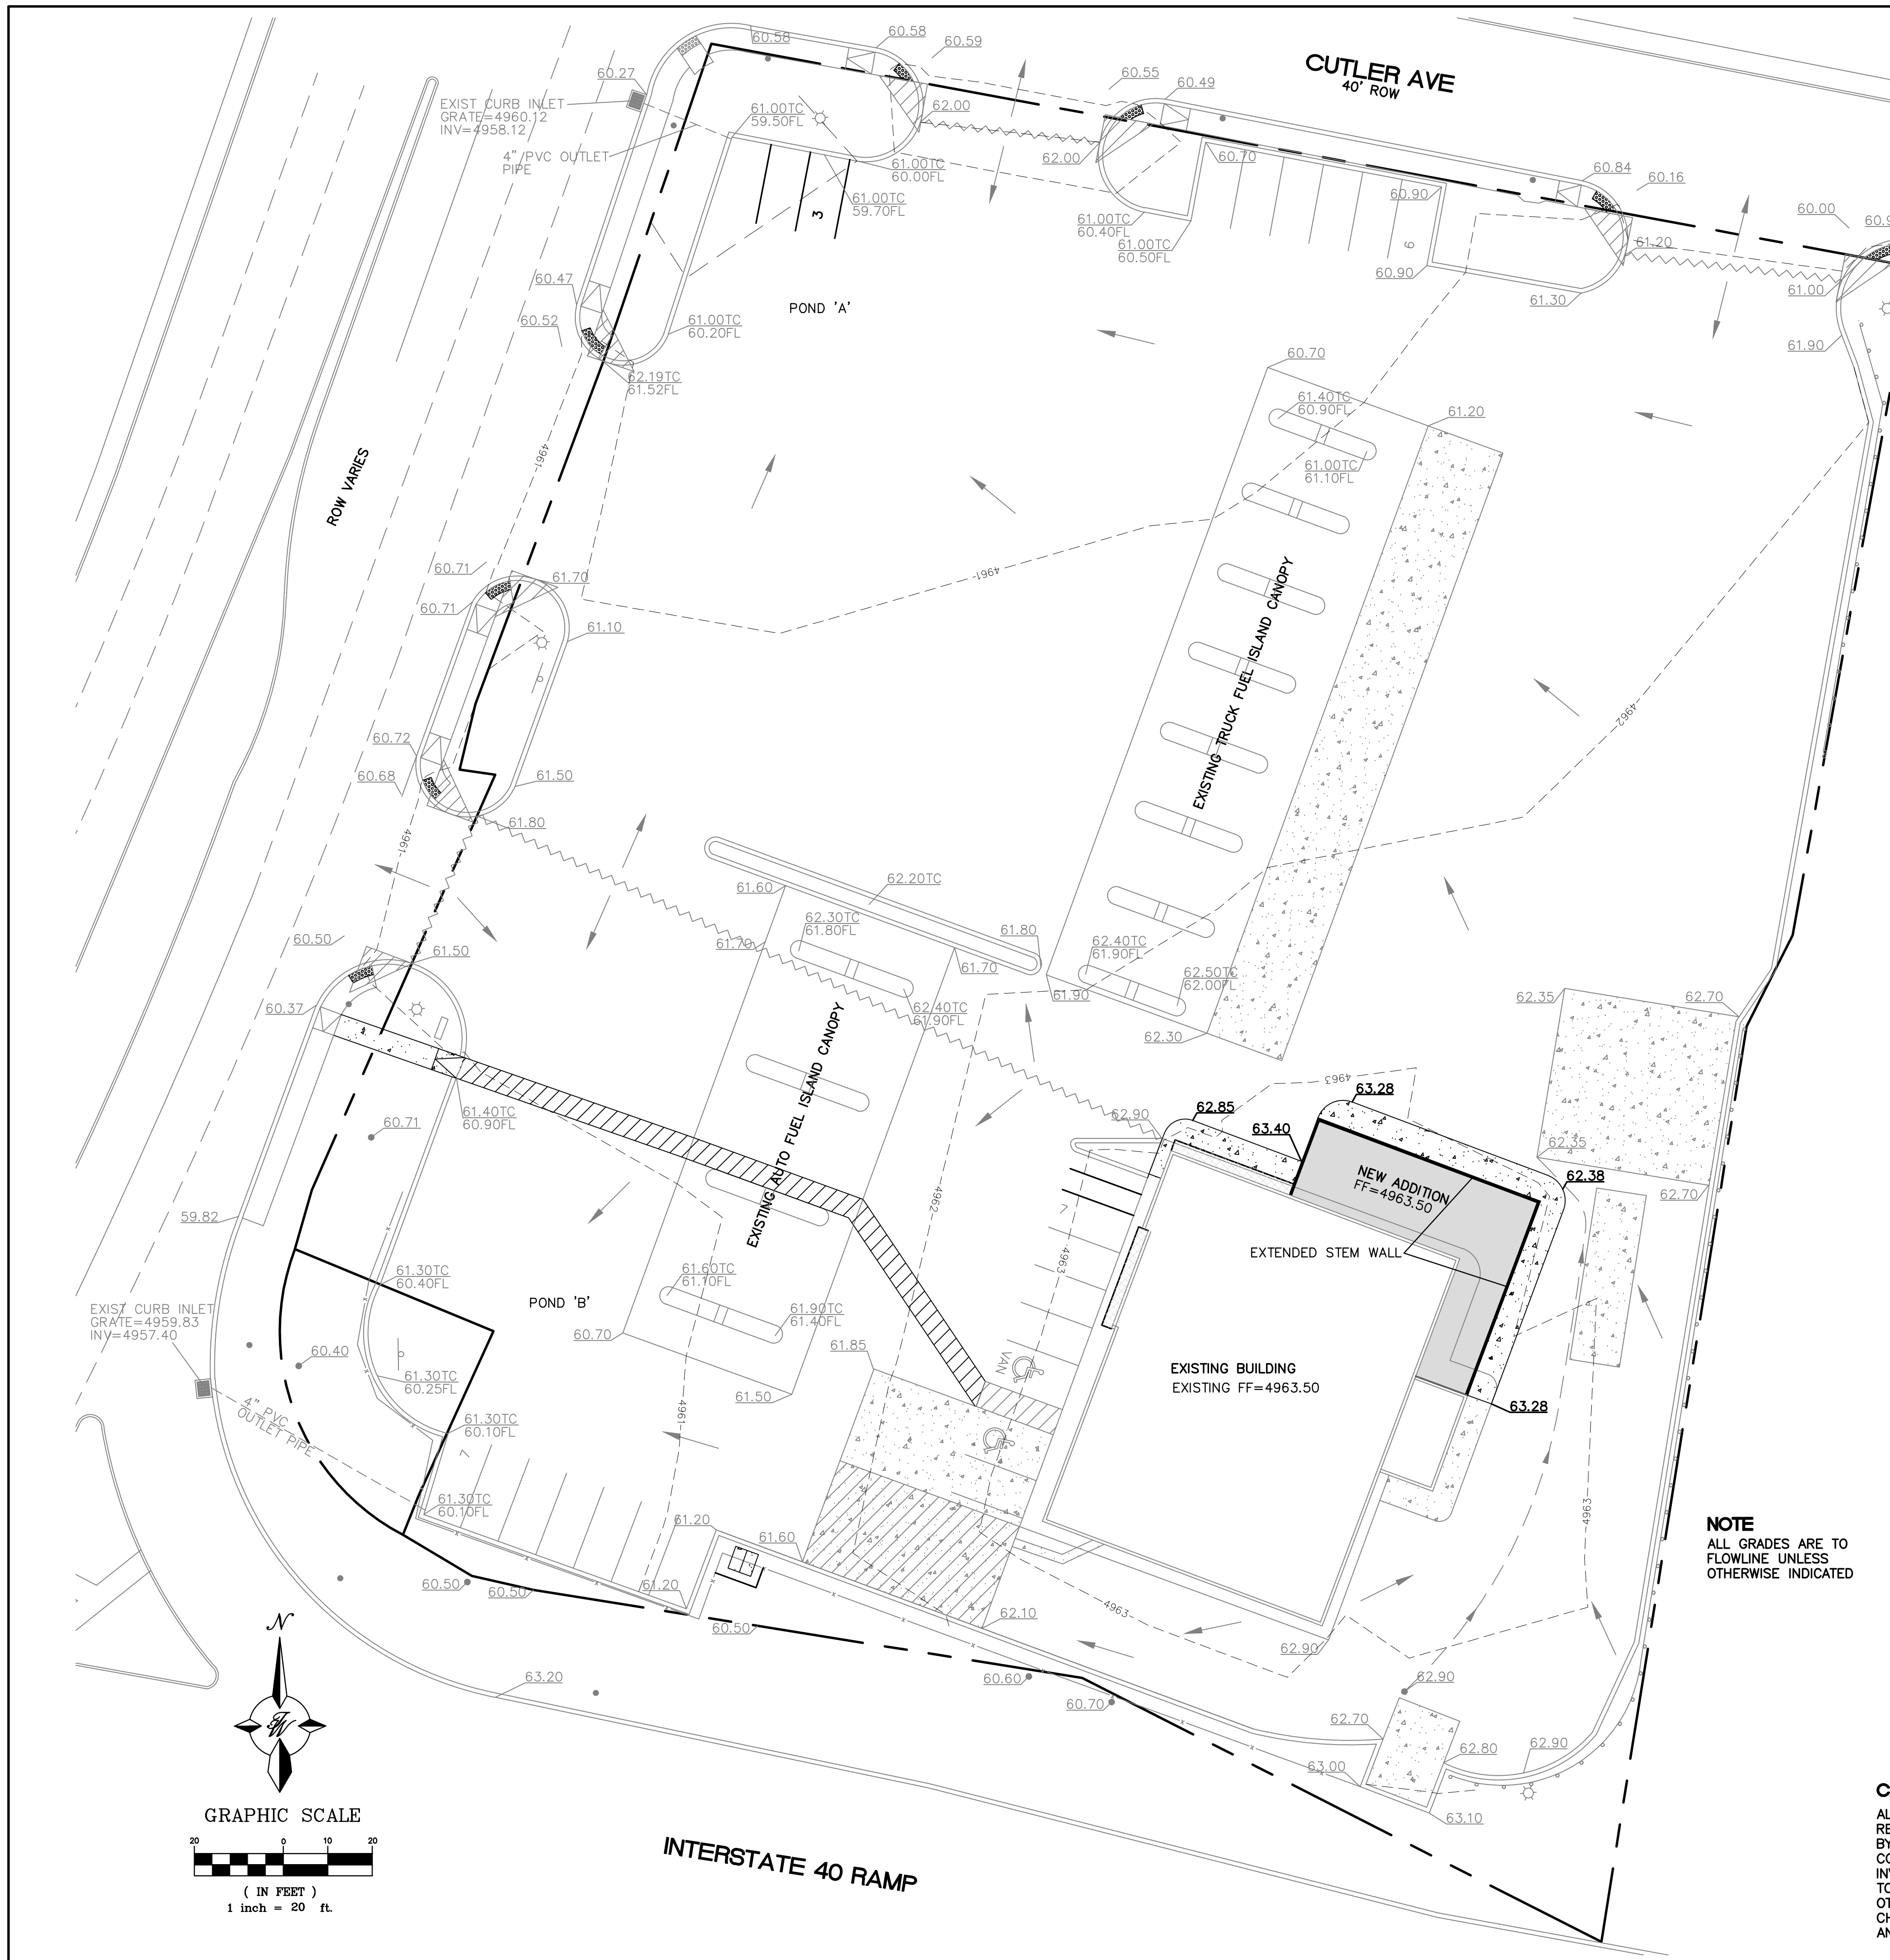 CUTLER AVE
40' ROW
60.58
60.58
60.59
60.27
60.55
60.49
EXIST CURB INLET
GRATE=4960.12
INV=4958.12
61.00TC
59.50FL
62.00
4" PVC OUTLET
PIPE
62.00
60.70
61.00TC
60.00FL
60.84
60.16
3
61.00TC
59.70FL
60.90
60.00
61.00TC
60.40FL
61.00TC
60.50FL
9
61.20
60.90
60.47
61.30
61.00
POND 'A'
60.52
61.00TC
60.20FL
61.90
60.70
62.19TC
61.52FL
61.40TC
60.90FL
61.20
4961
61.00TC
61.10FL
ROW VARIES
60.71
61.70
4961
60.71
61.10
EXISTING TRUCK FUEL ISLAND CANOPY
4962
60.72
60.68
61.50
61.80
4961
62.20TC
61.60
62.30TC
61.80FL
60.50
61.50
61.70
61.80
62.40TC
61.90FL
61.70
62.50TC
62.00FL
61.90
62.35
62.70
60.37
62.40TC
61.90FL
62.30
EXISTING AUTO FUEL ISLAND CANOPY
4963
63.28
61.40TC
60.90FL
62.90
62.85
60.71
63.40
62.35
NEW ADDITION
FF=4963.50
62.38
62.70
4962
59.82
7
4963
EXTENDED STEM WALL
61.30TC
60.40FL
61.60TC
61.10FL
POND 'B'
EXIST CURB INLET
GRATE=4959.83
INV=4957.40
61.90TC
61.40FL
60.70
61.85
VAN
60.40
61.30TC
60.25FL
EXISTING BUILDING
EXISTING FF=4963.50
61.50
63.28
4" PVC
OUTLET PIPE
4961
61.30TC
60.10FL
7
61.30TC
60.10FL
4963
61.20
61.60
NOTE
ALL GRADES ARE TO
FLOWLINE UNLESS
OTHERWISE INDICATED
60.50
60.50
61.20
4963
62.10
60.50
62.90
N
63.20
60.60
62.90
60.70
62.70
62.80
62.90
63.00
63.10
GRAPHIC SCALE
20 0 10 20
( IN FEET )
1 inch = 20 ft.
INTERSTATE 40 RAMP